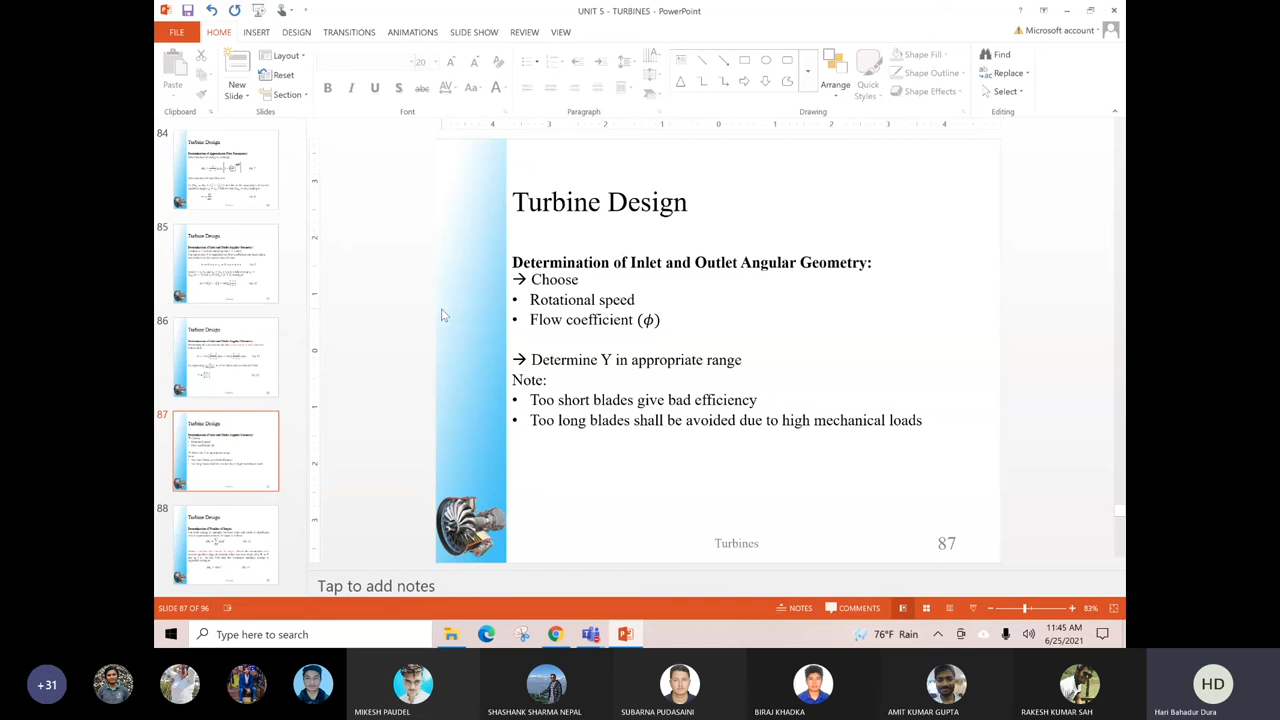 UNIT 5 - TURBINES - PowerPoint
FILE
HOME
INSERT
DESIGN
TRANSITIONS
ANIMATIONS
SLIDE SHOW
REVIEW
VIEW
Microsoft account
Paste
New
Slide
Layout
Reset
Section
20
Arrange
Quick
Styles
Shape Fill
Shape Outline
Shape Effects
Find
Replace
Select
Clipboard
Slides
Font
Paragraph
Drawing
Editing
84
Turbine Design
85
Turbine Design
86
Turbine Design
87
Turbine Design
88
Turbine Design
Turbine Design
Determination of Inlet and Outlet Angular Geometry:
→ Choose
• Rotational speed
• Flow coefficient (ϕ)
→ Determine Y in appropriate range
Note:
• Too short blades give bad efficiency
• Too long blades shall be avoided due to high mechanical loads
Turbines
87
Tap to add notes
SLIDE 87 OF 96
NOTES
COMMENTS
83%
Type here to search
76°F Rain
11:45 AM
6/25/2021
+31
MIKESH PAUDEL
SHASHANK SHARMA NEPAL
SUBARNA PUDASAINI
BIRAJ KHADKA
AMIT KUMAR GUPTA
RAKESH KUMAR SAH
HD
Hari Bahadur Dura